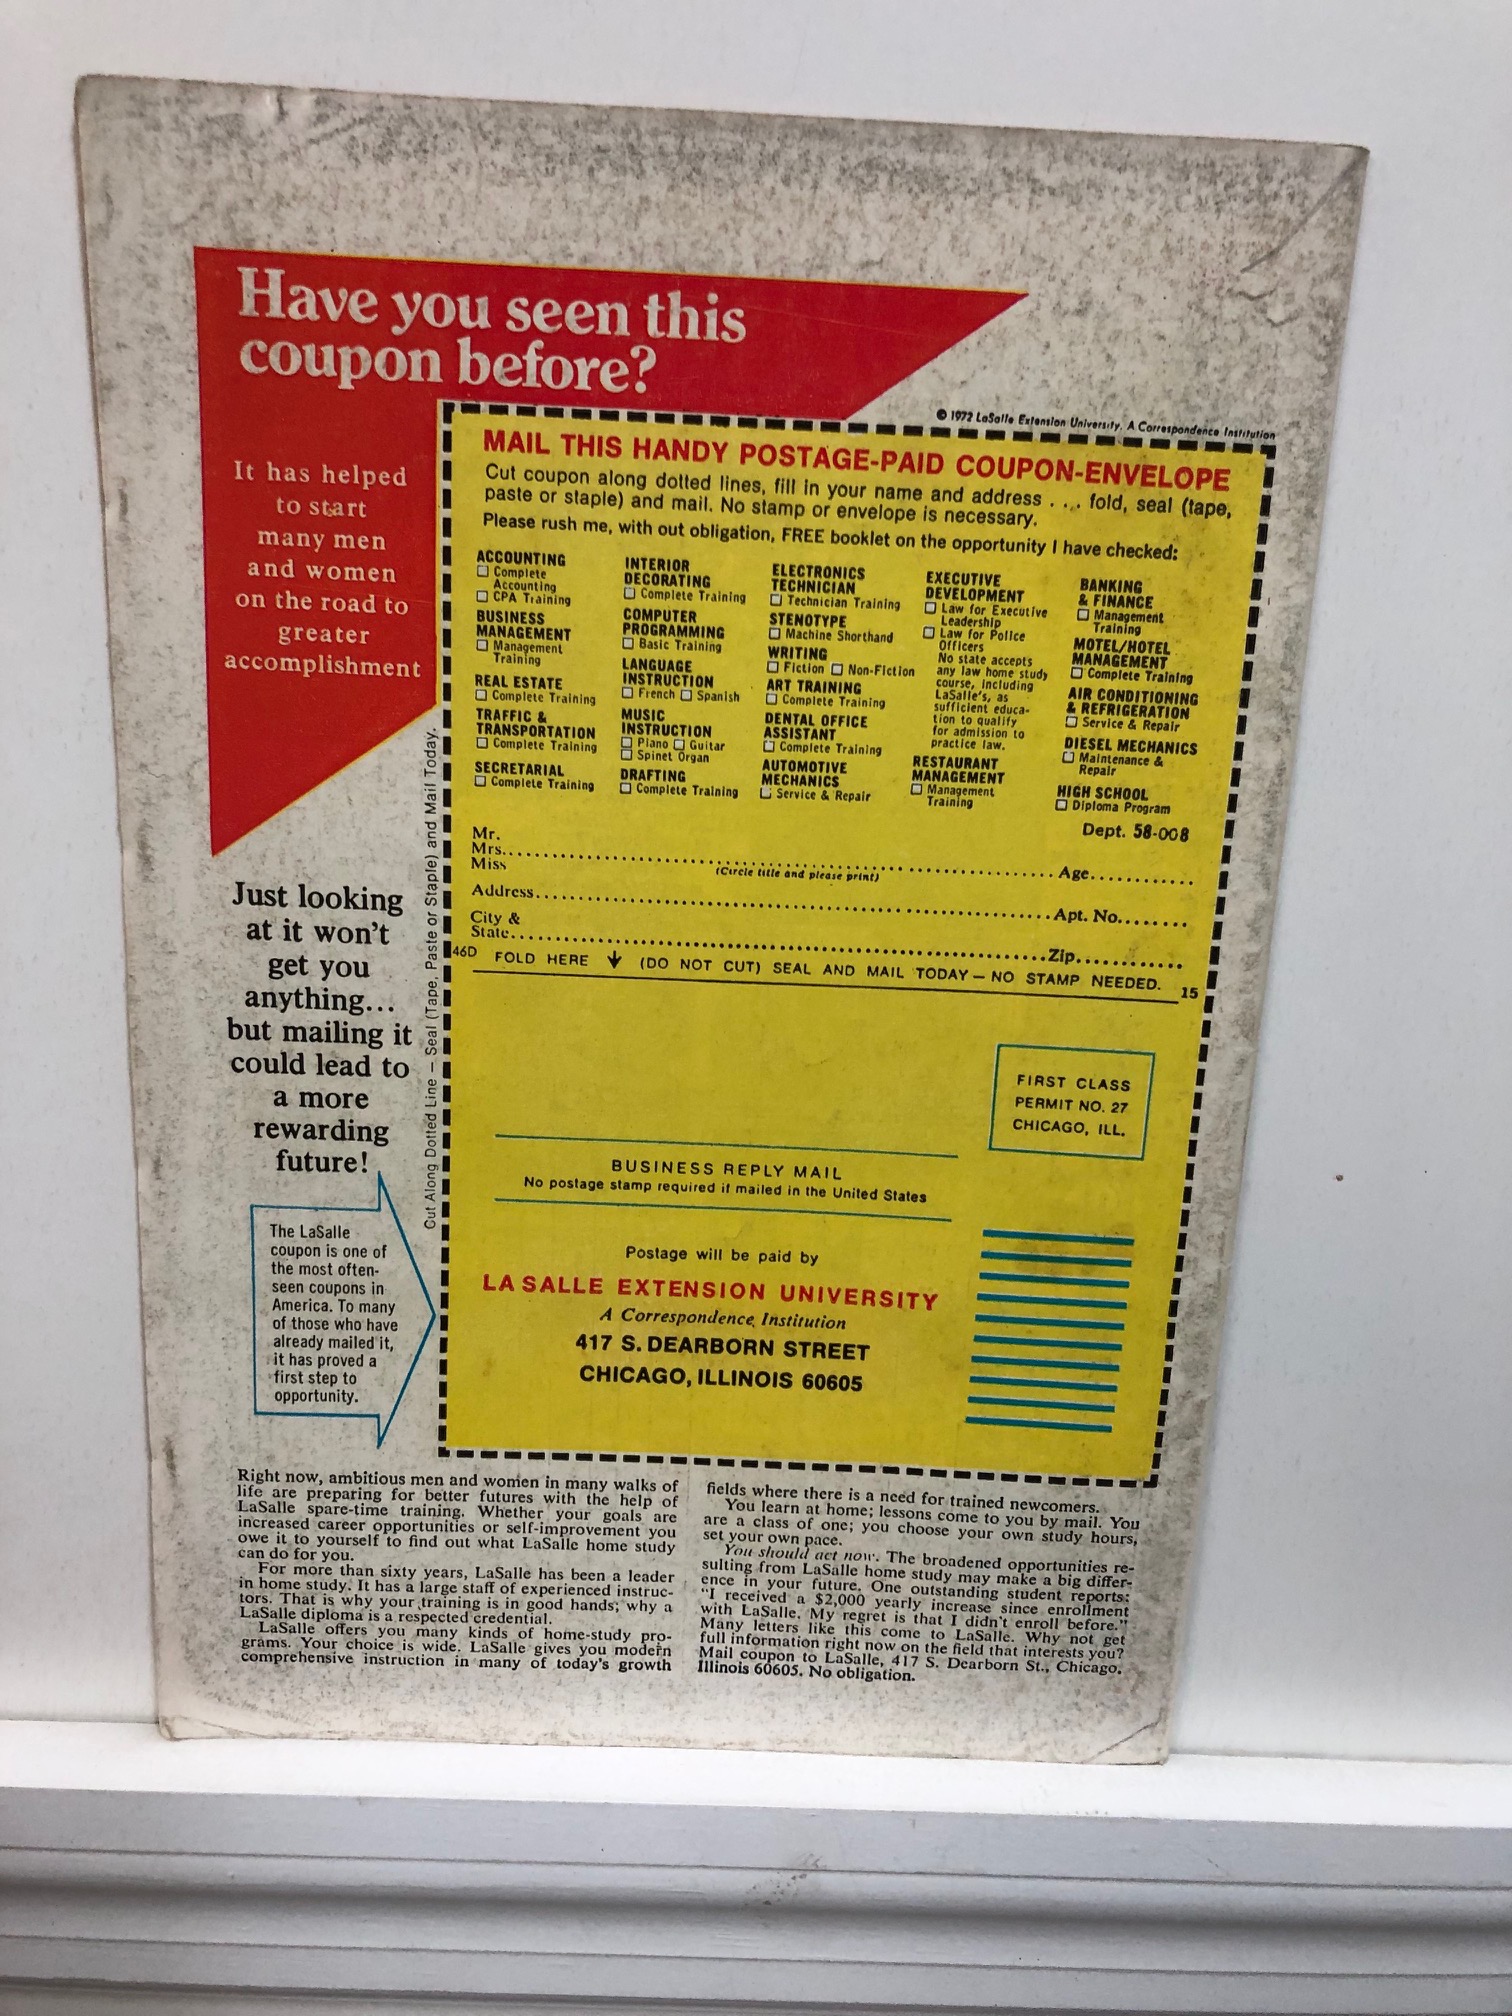 Have you seen this
coupon before?
It has helped
to start
many men
and women
on the road to
greater
accomplishment
Just looking
at it won't
get you
anything...
but mailing it
could lead to
a more
rewarding
future!
The LaSalle
coupon is one of
the most often-
seen coupons in
America. To many
of those who have
already mailed it,
it has proved a
first step to
opportunity.
Cut Along Dotted Line – Seal (Tape, Paste or Staple) and Mail Today.
© 1972 LaSalle Extension University, A Correspondence Institution
MAIL THIS HANDY POSTAGE-PAID COUPON-ENVELOPE
Cut coupon along dotted lines, fill in your name and address . . . fold, seal (tape,
paste or staple) and mail. No stamp or envelope is necessary.
Please rush me, with out obligation, FREE booklet on the opportunity I have checked:
ACCOUNTING
☐ Complete
Accounting
☐ CPA Training
BUSINESS
MANAGEMENT
☐ Management
Training
REAL ESTATE
☐ Complete Training
TRAFFIC &
TRANSPORTATION
☐ Complete Training
SECRETARIAL
☐ Complete Training
INTERIOR
DECORATING
☐ Complete Training
COMPUTER
PROGRAMMING
☐ Basic Training
LANGUAGE
INSTRUCTION
☐ French ☐ Spanish
MUSIC
INSTRUCTION
☐ Piano ☐ Guitar
☐ Spinet Organ
DRAFTING
☐ Complete Training
ELECTRONICS
TECHNICIAN
☐ Technician Training
STENOTYPE
☐ Machine Shorthand
WRITING
☐ Fiction ☐ Non-Fiction
ART TRAINING
☐ Complete Training
DENTAL OFFICE
ASSISTANT
☐ Complete Training
AUTOMOTIVE
MECHANICS
☐ Service & Repair
EXECUTIVE
DEVELOPMENT
☐ Law for Executive
Leadership
☐ Law for Police
Officers
No state accepts
any law home study
course, including
LaSalle's, as
sufficient educa-
tion to qualify
for admission to
practice law.
RESTAURANT
MANAGEMENT
☐ Management
Training
BANKING
& FINANCE
☐ Management
Training
MOTEL/HOTEL
MANAGEMENT
☐ Complete Training
AIR CONDITIONING
& REFRIGERATION
☐ Service & Repair
DIESEL MECHANICS
☐ Maintenance &
Repair
HIGH SCHOOL
☐ Diploma Program
Dept. 58-008
Mr.
Mrs. Age
Miss (Circle title and please print)
Address Apt. No.
City &
State Zip
46D FOLD HERE ↓ (DO NOT CUT) SEAL AND MAIL TODAY — NO STAMP NEEDED. 15
FIRST CLASS
PERMIT NO. 27
CHICAGO, ILL.
BUSINESS REPLY MAIL
No postage stamp required if mailed in the United States
Postage will be paid by
LA SALLE EXTENSION UNIVERSITY
A Correspondence Institution
417 S. DEARBORN STREET
CHICAGO, ILLINOIS 60605
Right now, ambitious men and women in many walks of
life are preparing for better futures with the help of
LaSalle spare-time training. Whether your goals are
increased career opportunities or self-improvement you
owe it to yourself to find out what LaSalle home study
can do for you.
For more than sixty years, LaSalle has been a leader
in home study. It has a large staff of experienced instruc-
tors. That is why your training is in good hands; why a
LaSalle diploma is a respected credential.
LaSalle offers you many kinds of home-study pro-
grams. Your choice is wide. LaSalle gives you modern
comprehensive instruction in many of today's growth
fields where there is a need for trained newcomers.
You learn at home; lessons come to you by mail. You
are a class of one; you choose your own study hours,
set your own pace.
You should act now. The broadened opportunities re-
sulting from LaSalle home study may make a big differ-
ence in your future. One outstanding student reports:
"I received a $2,000 yearly increase since enrollment
with LaSalle. My regret is that I didn't enroll before."
Many letters like this come to LaSalle. Why not get
full information right now on the field that interests you?
Mail coupon to LaSalle, 417 S. Dearborn St., Chicago,
Illinois 60605. No obligation.